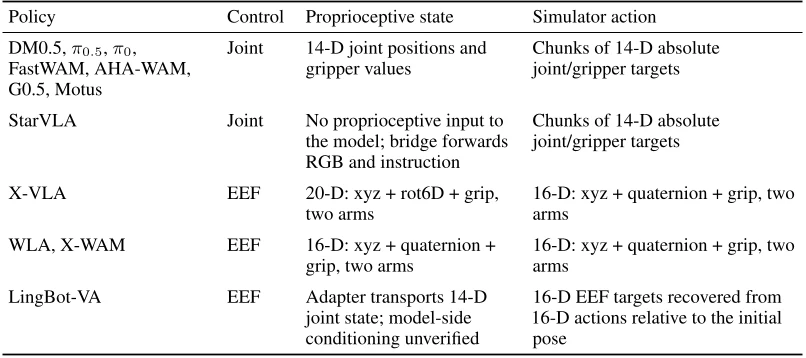 Policy Control Proprioceptive state Simulator action
DM0.5, π0.5, π0, Joint 14-D joint positions and Chunks of 14-D absolute
FastWAM, AHA-WAM, gripper values joint/gripper targets
G0.5, Motus
StarVLA Joint No proprioceptive input to Chunks of 14-D absolute
the model; bridge forwards joint/gripper targets
RGB and instruction
X-VLA EEF 20-D: xyz + rot6D + grip, 16-D: xyz + quaternion + grip, two
two arms arms
WLA, X-WAM EEF 16-D: xyz + quaternion + 16-D: xyz + quaternion + grip, two
grip, two arms arms
LingBot-VA EEF Adapter transports 14-D 16-D EEF targets recovered from
joint state; model-side 16-D actions relative to the initial
conditioning unverified pose